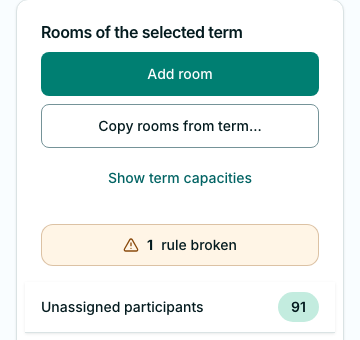 Rooms of the selected term
Add room
Copy rooms from term...
Show term capacities
1 rule broken
Unassigned participants 91